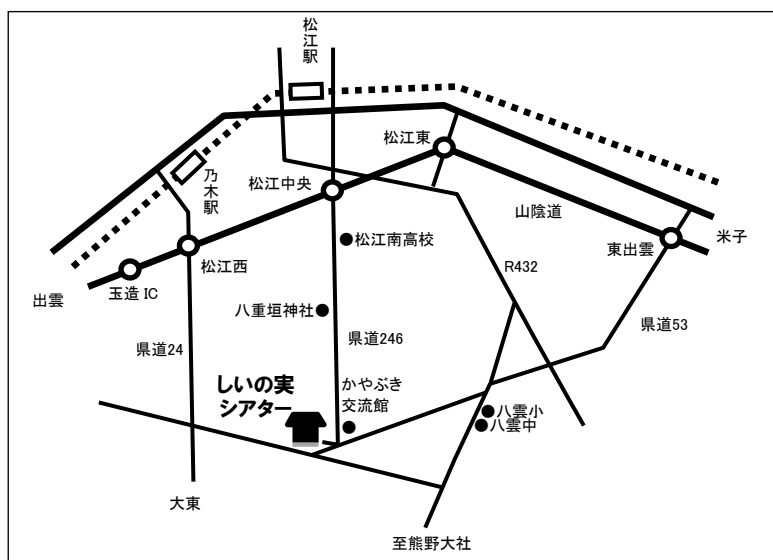 松江駅
乃木駅
松江東
松江中央
山陰道
米子
東出雲
松江南高校
R432
松江西
玉造 IC
出雲
八重垣神社
県道246
県道53
県道24
しいの実
シアター
かやぶき
交流館
八雲小
八雲中
大東
至熊野大社